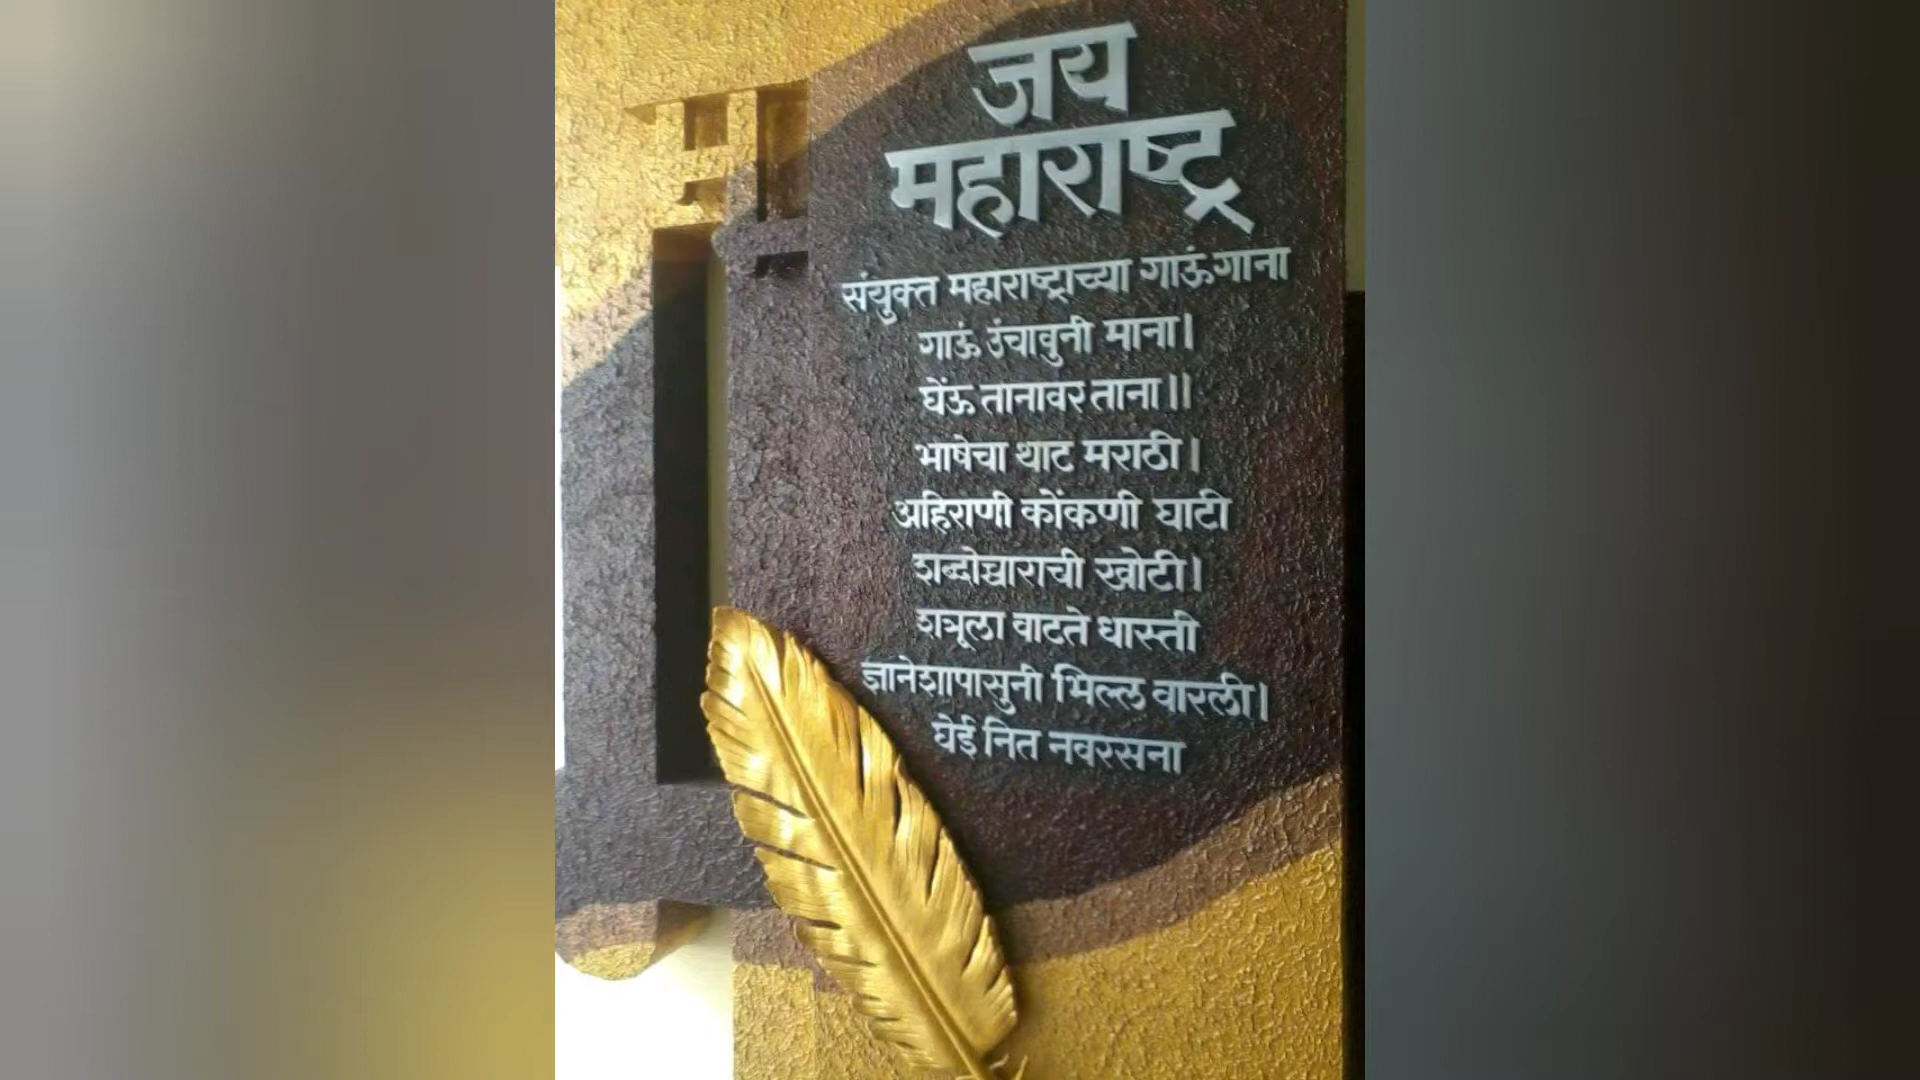 जय
महाराष्ट्र
संयुक्त महाराष्ट्राच्या गाऊं गाना
गाऊं उंचावुनी माना।
घेंऊ तानावर ताना॥
भाषेचा थाट मराठी।
अहिराणी कोंकणी घाटी
शब्दोच्चाराची खोटी।
शत्रूला वाटते धास्ती
ज्ञानेशापासुनी भिल्ल वारली।
घेई नित नवरसना